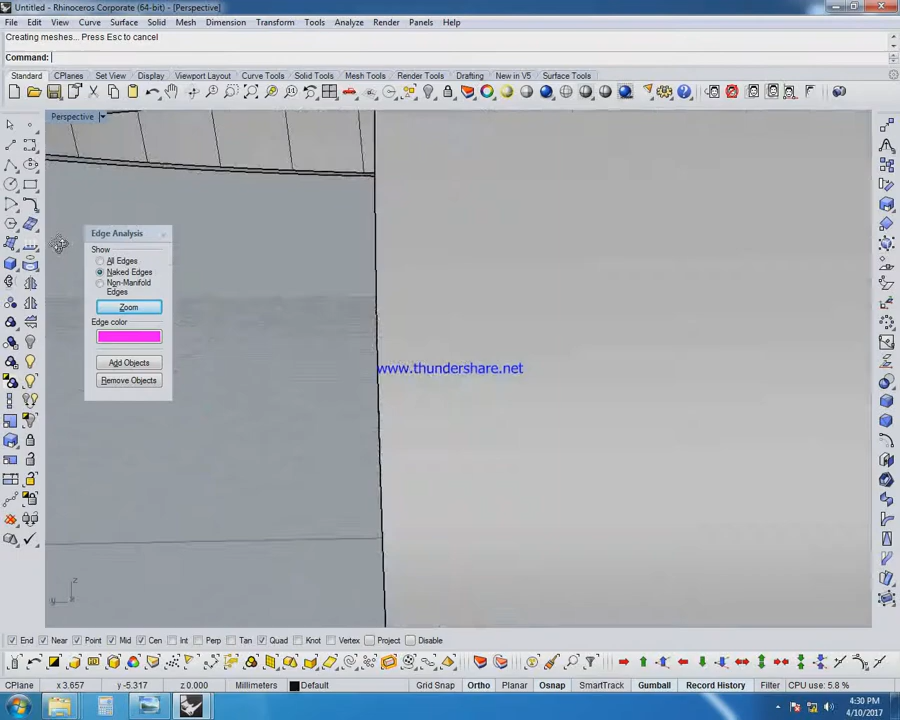 Untitled - Rhinoceros Corporate (64-bit) - [Perspective]
File Edit View Curve Surface Solid Mesh Dimension Transform Tools Analyze Render Panels Help
Creating meshes... Press Esc to cancel
Command:
Standard CPlanes Set View Display Viewport Layout Curve Tools Solid Tools Mesh Tools Render Tools Drafting New in V5 Surface Tools
Perspective
Edge Analysis
Show
All Edges
Naked Edges
Non-Manifold
Edges
Zoom
Edge color
Add Objects
Remove Objects
www.thundershare.net
z
y
End Near Point Mid Cen Int Perp Tan Quad Knot Vertex Project Disable
CPlane x 3.657 y -5.317 z 0.000 Millimeters Default Grid Snap Ortho Planar Osnap SmartTrack Gumball Record History Filter CPU use: 5.8 %
4:30 PM
4/10/2017